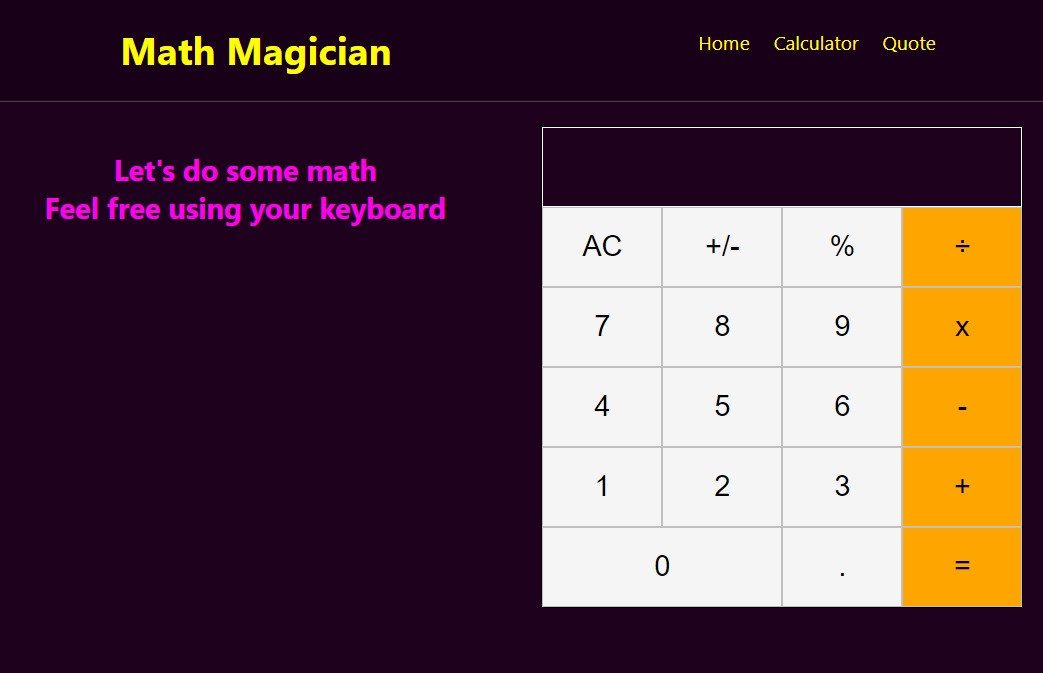 Math Magician
Home Calculator Quote
Let's do some math
Feel free using your keyboard
AC +/- % ÷
7 8 9 x
4 5 6 -
1 2 3 +
0 . =